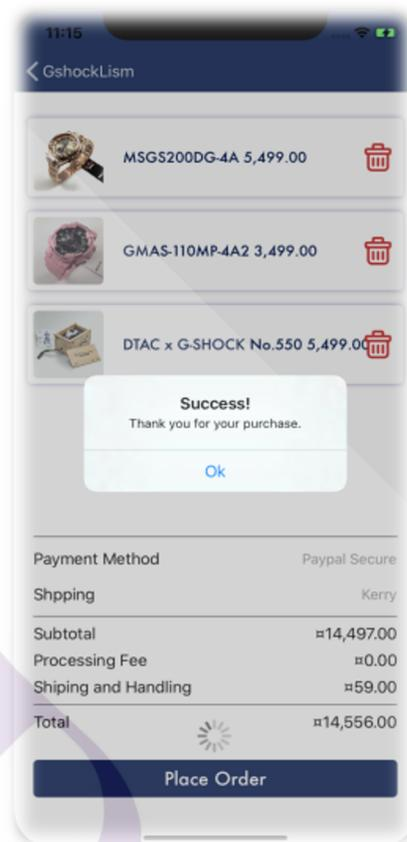 11:15
GshockLism
MSGS200DG-4A 5,499.00
GMAS-110MP-4A2 3,499.00
DTAC x G-SHOCK No.550 5,499.00
Success!
Thank you for your purchase.
Ok
Payment Method Paypal Secure
Shpping Kerry
Subtotal ¤14,497.00
Processing Fee ¤0.00
Shiping and Handling ¤59.00
Total ¤14,556.00
Place Order